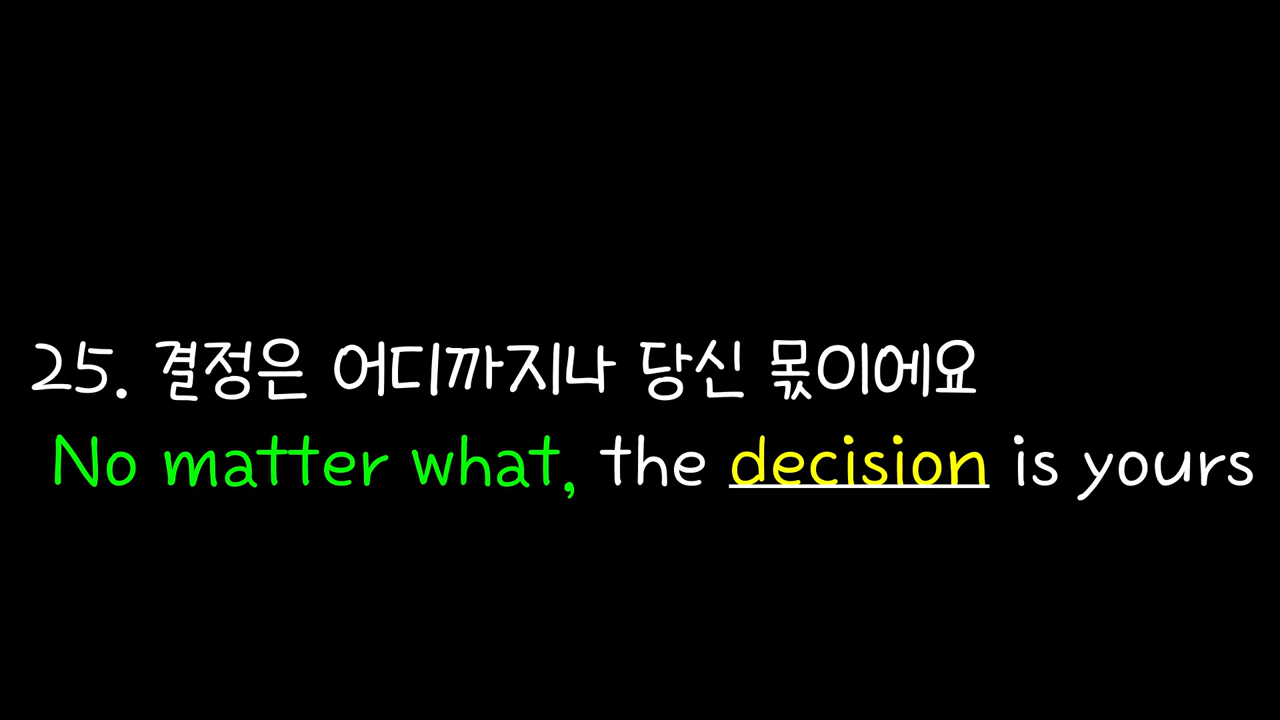 25. 결정은 어디까지나 당신 몫이에요
No matter what, the decision is yours